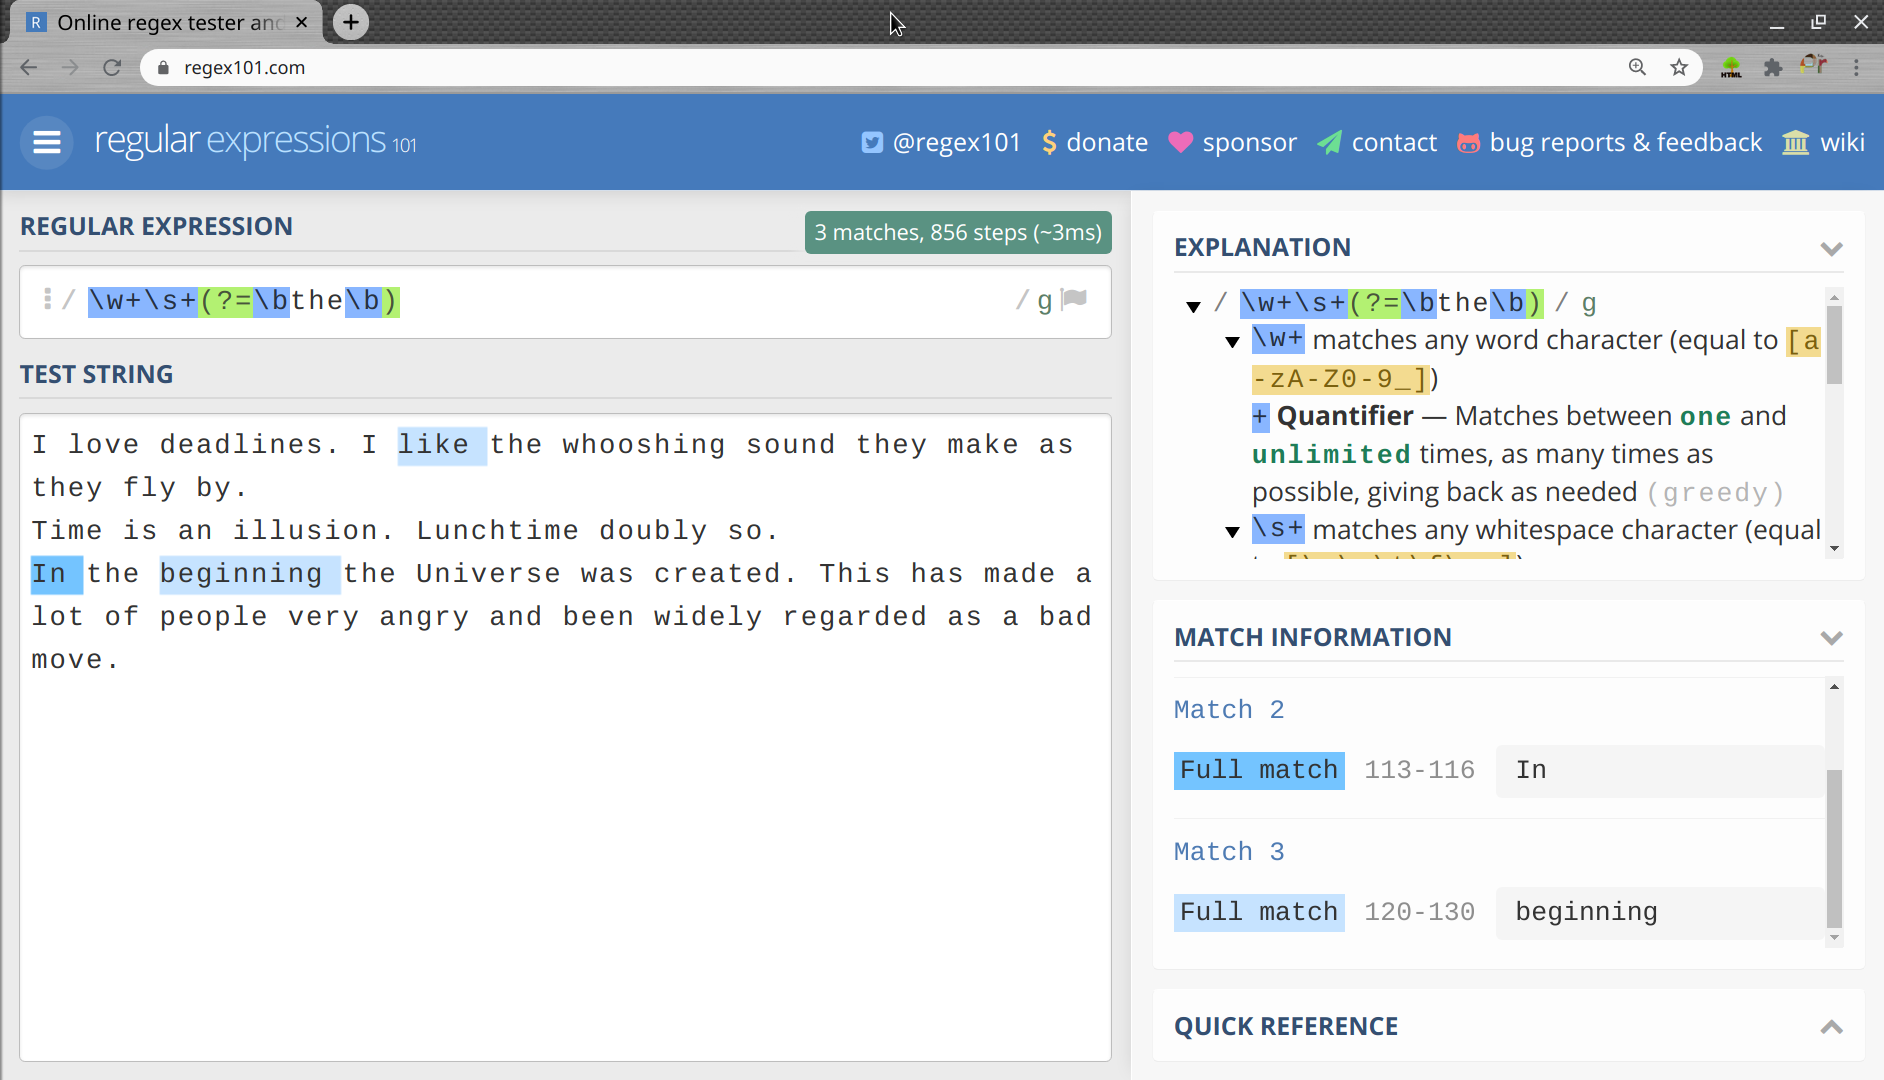 Online regex tester and
regex101.com
regular expressions 101
@regex101 donate sponsor contact bug reports & feedback wiki
REGULAR EXPRESSION
3 matches, 856 steps (~3ms)
/ \w+\s+(?=\bthe\b) / g
TEST STRING
I love deadlines. I like the whooshing sound they make as
they fly by.
Time is an illusion. Lunchtime doubly so.
In the beginning the Universe was created. This has made a
lot of people very angry and been widely regarded as a bad
move.
EXPLANATION
/ \w+\s+(?=\bthe\b) / g
\w+ matches any word character (equal to [a
-zA-Z0-9_])
+ Quantifier — Matches between one and
unlimited times, as many times as
possible, giving back as needed (greedy)
\s+ matches any whitespace character (equal
MATCH INFORMATION
Match 2
Full match 113-116 In
Match 3
Full match 120-130 beginning
QUICK REFERENCE